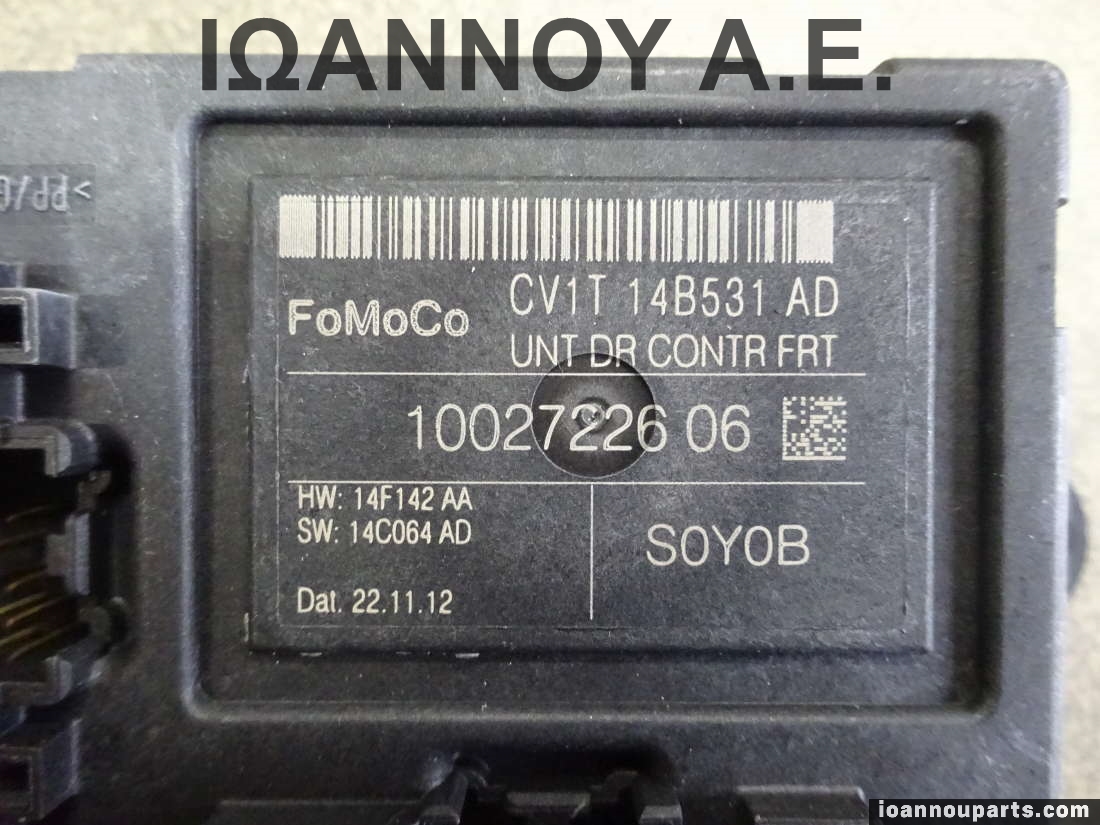 ΙΩΑΝΝΟΥ Α.Ε.
>PP/G
CV1T 14B531 AD
FoMoCo
UNT DR CONTR FRT
10027226 06
HW: 14F142 AA
SW: 14C064 AD
S0Y0B
Dat. 22.11.12
ioannouparts.com